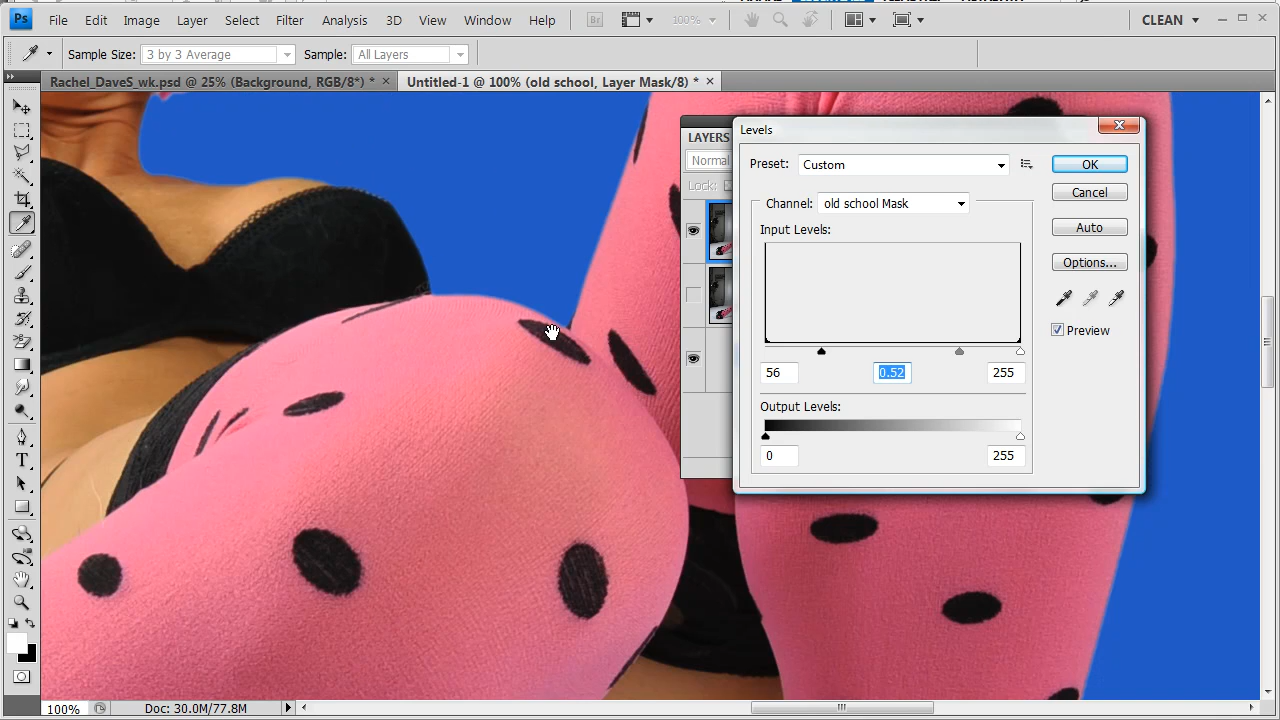 Ps File Edit Image Layer Select Filter Analysis 3D View Window Help Br 100% CLEAN
Sample Size: 3 by 3 Average Sample: All Layers
Rachel_DaveS_wk.psd @ 25% (Background, RGB/8*) * × Untitled-1 @ 100% (old school, Layer Mask/8) * ×
LAYERS
Normal
Lock:
Levels
Preset: Custom
OK
Channel: old school Mask
Cancel
Input Levels:
Auto
Options...
Preview
56 0.52 255
Output Levels:
0 255
T
100% Doc: 30.0M/77.8M